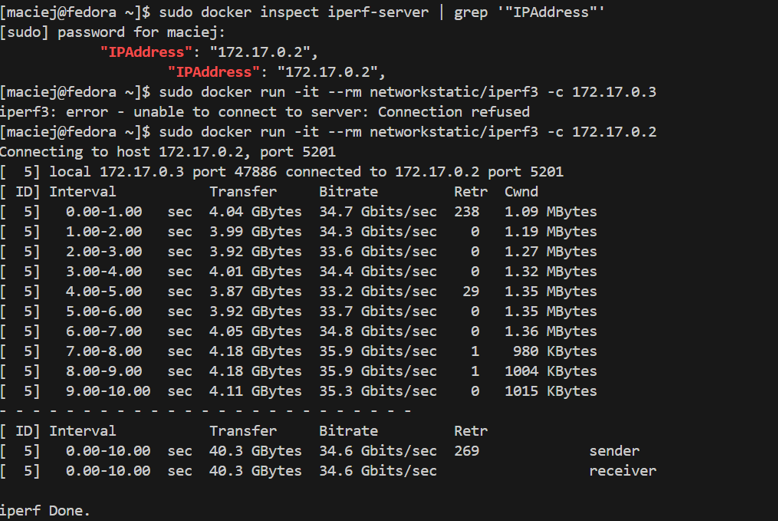 [maciej@fedora ~]$ sudo docker inspect iperf-server | grep '"IPAddress"'
[sudo] password for maciej:
            "IPAddress": "172.17.0.2",
                    "IPAddress": "172.17.0.2",
[maciej@fedora ~]$ sudo docker run -it --rm networkstatic/iperf3 -c 172.17.0.3
iperf3: error - unable to connect to server: Connection refused
[maciej@fedora ~]$ sudo docker run -it --rm networkstatic/iperf3 -c 172.17.0.2
Connecting to host 172.17.0.2, port 5201
[  5] local 172.17.0.3 port 47886 connected to 172.17.0.2 port 5201
[ ID] Interval           Transfer     Bitrate         Retr  Cwnd
[  5]   0.00-1.00   sec  4.04 GBytes  34.7 Gbits/sec  238   1.09 MBytes
[  5]   1.00-2.00   sec  3.99 GBytes  34.3 Gbits/sec    0   1.19 MBytes
[  5]   2.00-3.00   sec  3.92 GBytes  33.6 Gbits/sec    0   1.27 MBytes
[  5]   3.00-4.00   sec  4.01 GBytes  34.4 Gbits/sec    0   1.32 MBytes
[  5]   4.00-5.00   sec  3.87 GBytes  33.2 Gbits/sec   29   1.35 MBytes
[  5]   5.00-6.00   sec  3.92 GBytes  33.7 Gbits/sec    0   1.35 MBytes
[  5]   6.00-7.00   sec  4.05 GBytes  34.8 Gbits/sec    0   1.36 MBytes
[  5]   7.00-8.00   sec  4.18 GBytes  35.9 Gbits/sec    1    980 KBytes
[  5]   8.00-9.00   sec  4.18 GBytes  35.9 Gbits/sec    1   1004 KBytes
[  5]   9.00-10.00  sec  4.11 GBytes  35.3 Gbits/sec    0   1015 KBytes
- - - - - - - - - - - - - - - - - - - - - - - - -
[ ID] Interval           Transfer     Bitrate         Retr
[  5]   0.00-10.00  sec  40.3 GBytes  34.6 Gbits/sec  269             sender
[  5]   0.00-10.00  sec  40.3 GBytes  34.6 Gbits/sec                  receiver

iperf Done.